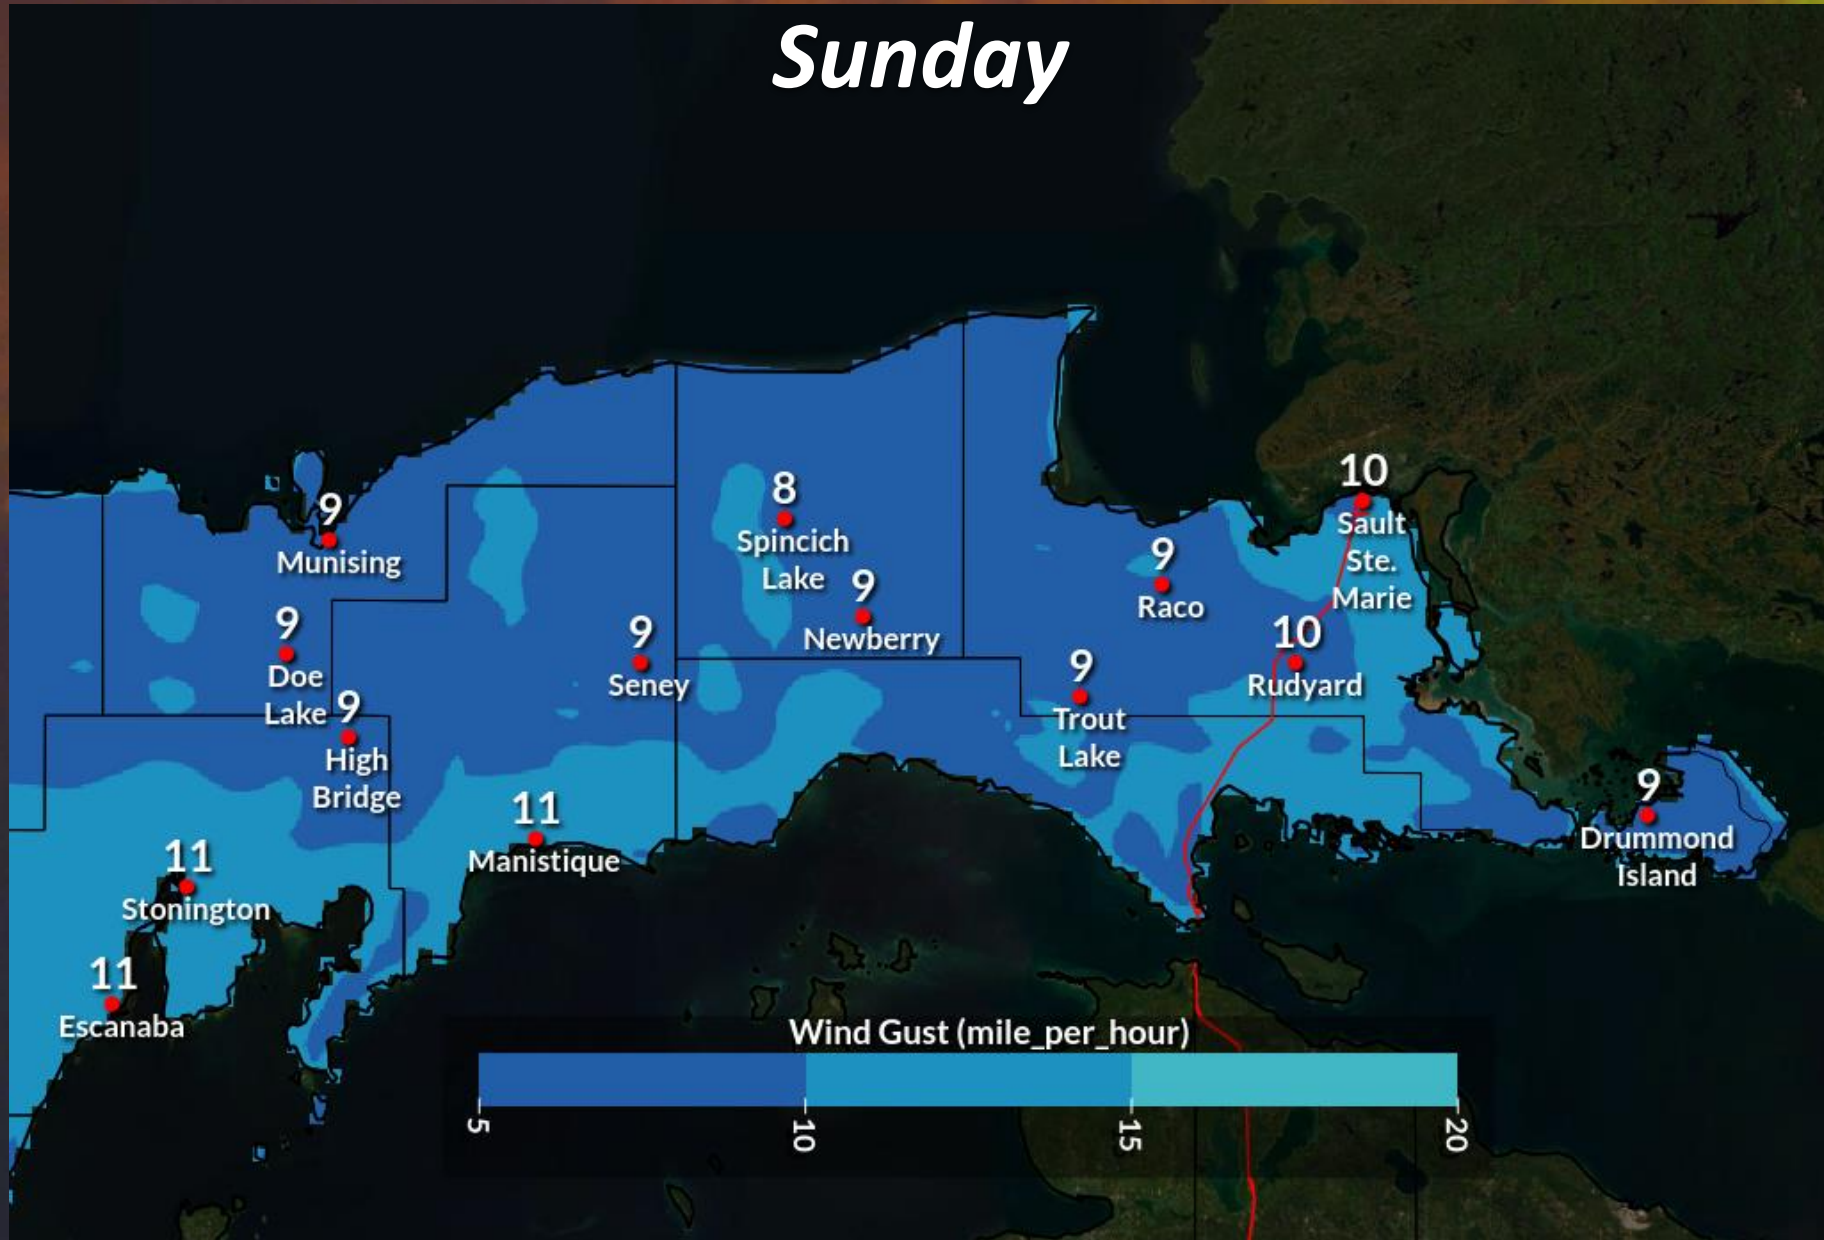 Sunday
10
Sault
Ste.
Marie
8
Spincich
Lake
9
Munising
9
Raco
9
Newberry
9
Doe
Lake
9
Seney
10
Rudyard
9
Trout
Lake
9
High
Bridge
11
Manistique
9
Drummond
Island
11
Stonington
11
Escanaba
Wind Gust (mile_per_hour)
5
10
15
20